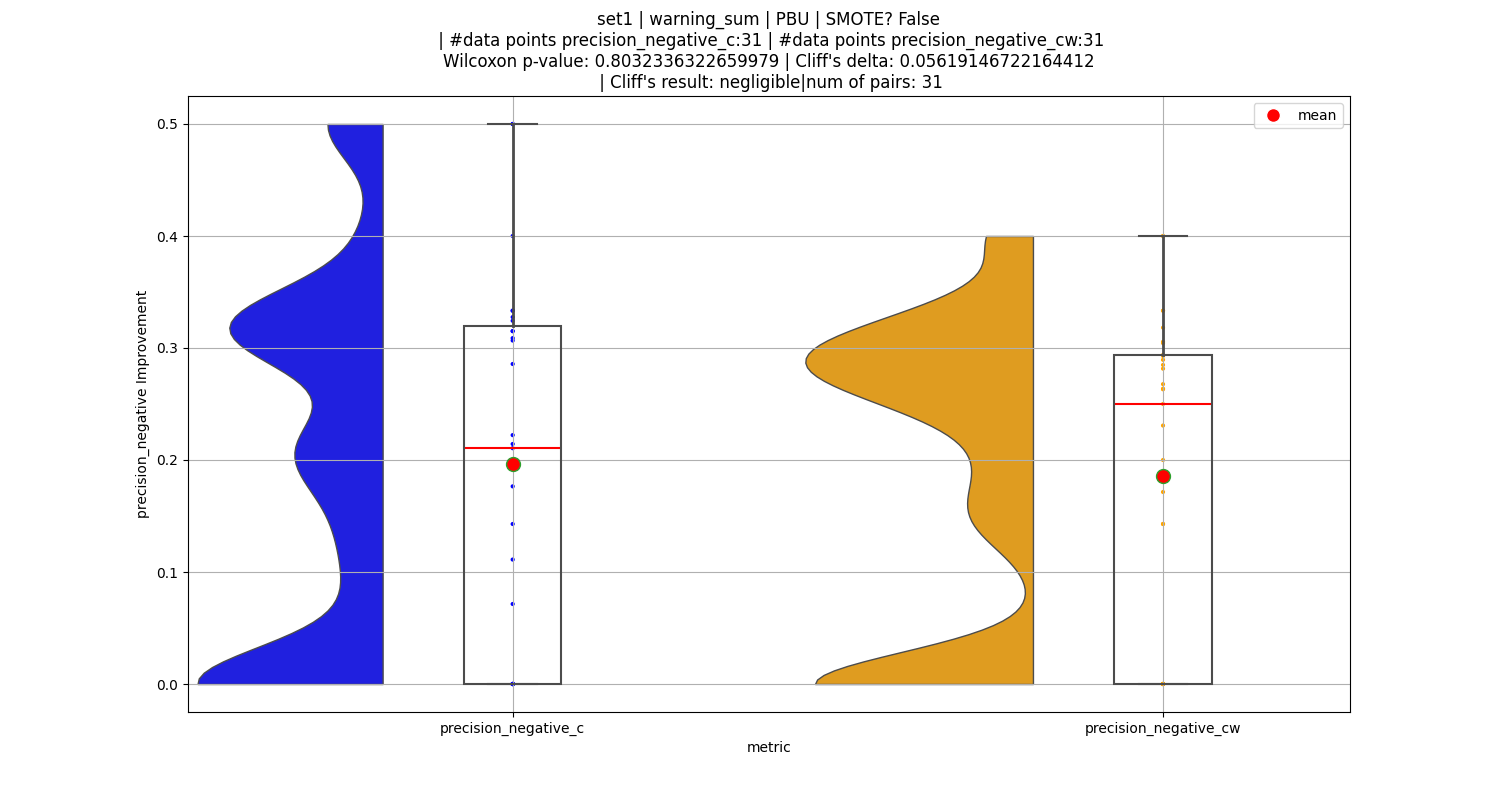 set1 | warning_sum | PBU | SMOTE? False
| #data points precision_negative_c:31 | #data points precision_negative_cw:31
Wilcoxon p-value: 0.8032336322659979 | Cliff's delta: 0.05619146722164412
| Cliff's result: negligible|num of pairs: 31
mean
0.5
0.4
0.3
0.2
0.1
0.0
precision_negative Improvement
precision_negative_c
precision_negative_cw
metric